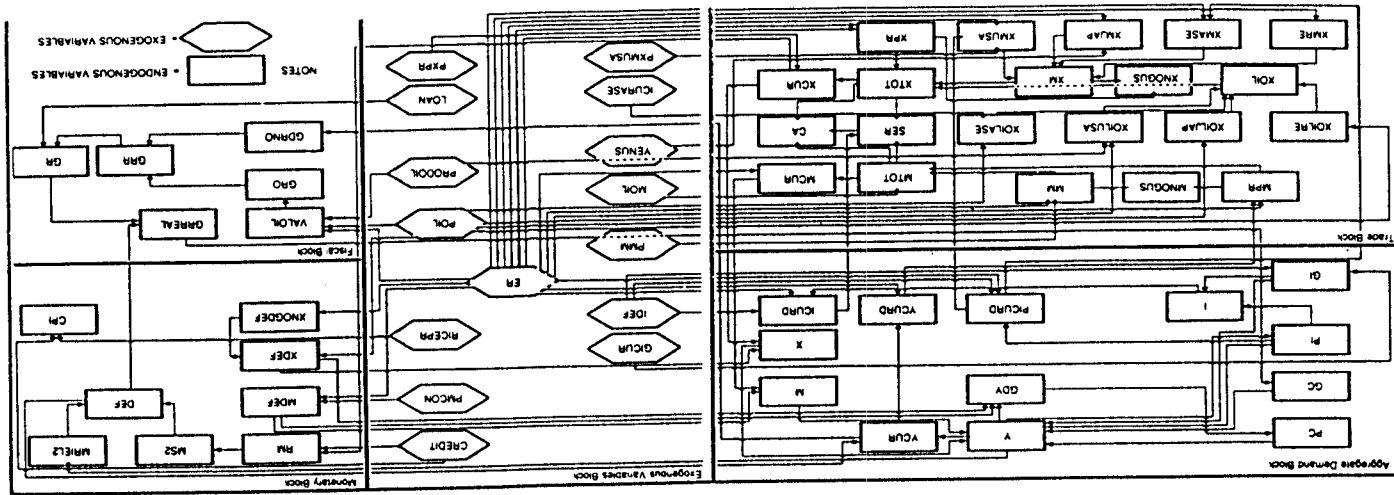 Aggregate Demand Block
Exogenous Variables Block
Monetary Block
PC
Y
YCUR
CREDIT
RM
MS2
MRIEL2
GC
GDY
M
PMCON
MDEF
DEF
PI
X
GICUR
RICEPR
XDEF
GI
I
PICURD
YCURD
ICURD
IDEF
XNOGDEF
CPI
ER
Trade Block
PMM
Fiscal Block
POIL
VALOIL
GRREAL
MPR
MNOGUS
MM
MTOT
MCUR
MOIL
PRODOIL
GRO
YENUS
XOILRE
XOILJAP
XOILUSA
XOILASE
SER
CA
GDRNO
GRR
GR
XOIL
XNOGUS
XM
XTOT
XCUR
ICURASE
LOAN
XMRE
XMASE
XMJAP
XMUSA
XPR
PXMUSA
PXPR
NOTES
ENDOGENOUS VARIABLES
EXOGENOUS VARIABLES